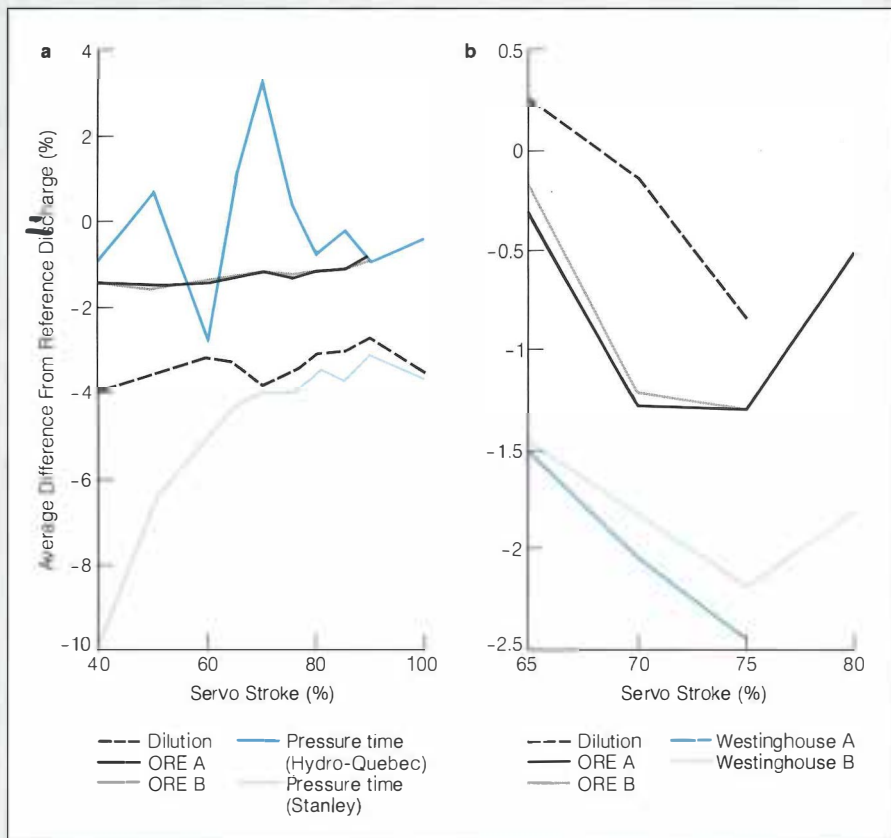 a
4
2
0
-2
-4
-6
-8
-10
40 60 80 100
Average Difference From Reference Discharge (%)
Servo Stroke (%)
Dilution
ORE A
ORE B
Pressure time
(Hydro-Quebec)
Pressure time
(Stanley)
b
0.5
0
-0.5
-1
-1.5
-2
-2.5
65 70 75 80
Servo Stroke (%)
Dilution
ORE A
ORE B
Westinghouse A
Westinghouse B